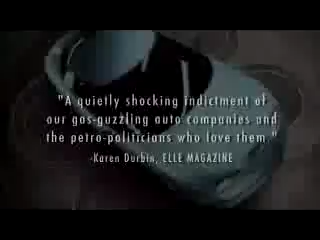 "A quietly shocking indictment of
our gas-guzzling auto companies and
the petro-politicians who love them."
-Karen Durbin, ELLE MAGAZINE